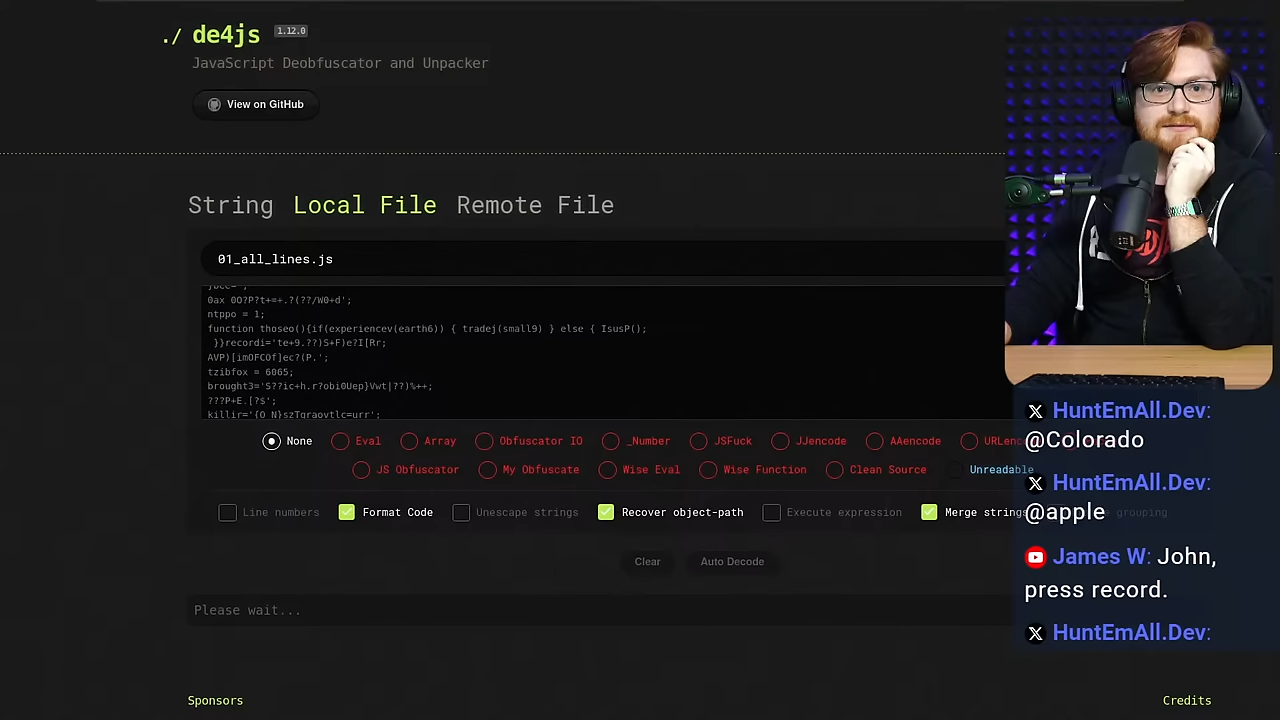 ./ de4js 1.12.0
JavaScript Deobfuscator and Unpacker
View on GitHub
String Local File Remote File
01_all_lines.js
0ax 0O?P?t+=+.?(??/W0+d';
ntppo = 1;
function thoseo(){if(experiencev(earth6)) { tradej(small9) } else { IsusP();
}}recordi='te+9.??)S+F)e?I[Rr;
AVP)[imOFCOf]ec?(P.';
tzibfox = 6065;
brought3='S??ic+h.r?obi0Uep}Vwt|??)%++;
???P+E.[?$';
killir='{O N}szTgraovtlc=urr';
None Eval Array Obfuscator IO _Number JSFuck JJencode AAencode
JS Obfuscator My Obfuscate Wise Eval Wise Function Clean Source Unreadable
Line numbers Format Code Unescape strings Recover object-path Execute expression Merge strings grouping
Clear Auto Decode
Please wait...
Sponsors Credits
HuntEmAll.Dev:
@Colorado
HuntEmAll.Dev:
@apple
James W: John,
press record.
HuntEmAll.Dev: